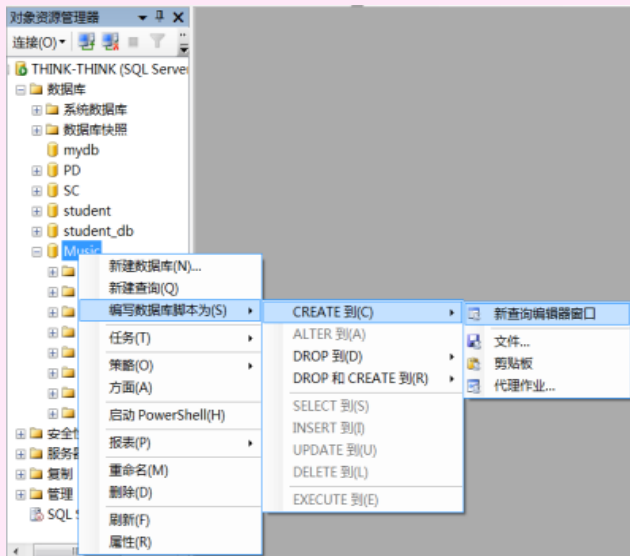 对象资源管理器
连接(O)
THINK-THINK (SQL Server
数据库
系统数据库
数据库快照
mydb
PD
SC
student
student_db
Music
新建数据库(N)...
新建查询(Q)
编写数据库脚本为(S)
任务(T)
策略(O)
方面(A)
启动 PowerShell(H)
报表(P)
重命名(M)
删除(D)
刷新(F)
属性(R)
CREATE 到(C)
ALTER 到(A)
DROP 到(D)
DROP 和 CREATE 到(R)
SELECT 到(S)
INSERT 到(I)
UPDATE 到(U)
DELETE 到(L)
EXECUTE 到(E)
新查询编辑器窗口
文件...
剪贴板
代理作业...
安全
服务
复制
管理
SQL